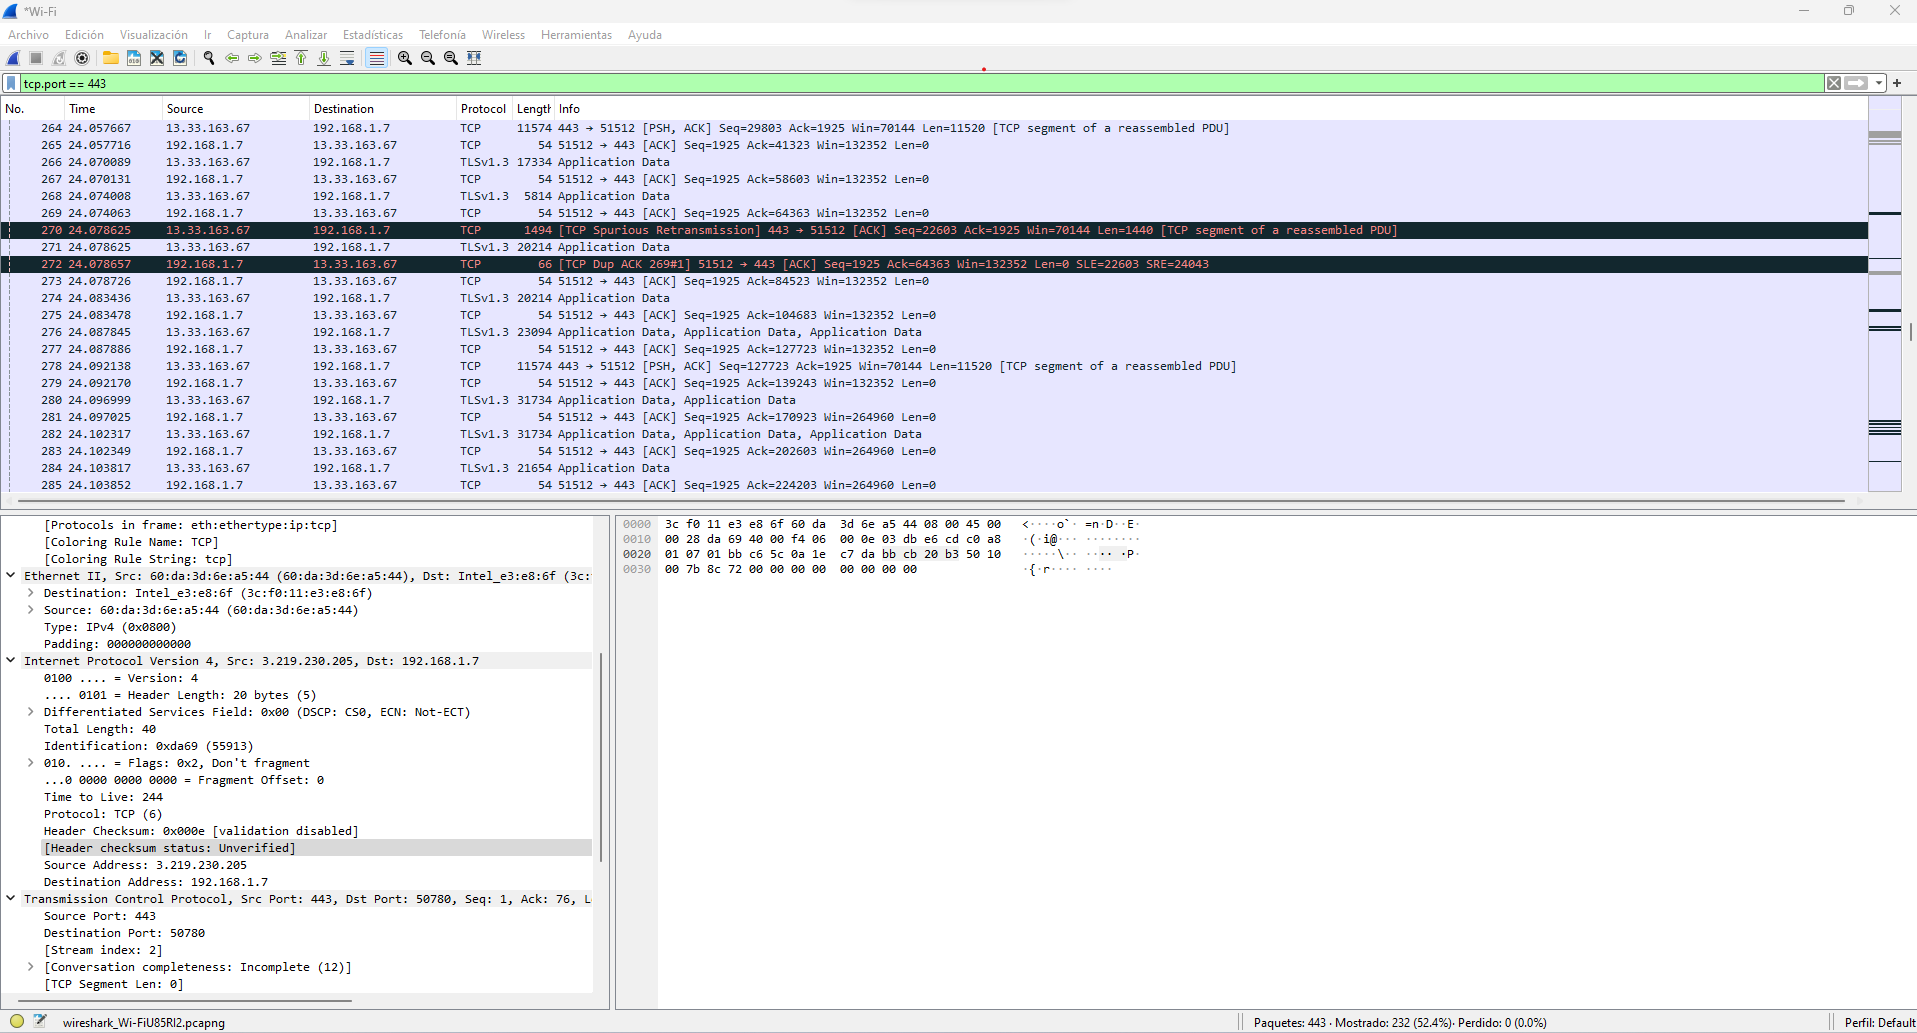 *Wi-Fi
Archivo Edición Visualización Ir Captura Analizar Estadísticas Telefonía Wireless Herramientas Ayuda
tcp.port == 443
No. Time Source Destination Protocol Length Info
264 24.057667 13.33.163.67 192.168.1.7 TCP 11574 443 → 51512 [PSH, ACK] Seq=29803 Ack=1925 Win=70144 Len=11520 [TCP segment of a reassembled PDU]
265 24.057716 192.168.1.7 13.33.163.67 TCP 54 51512 → 443 [ACK] Seq=1925 Ack=41323 Win=132352 Len=0
266 24.070089 13.33.163.67 192.168.1.7 TLSv1.3 17334 Application Data
267 24.070131 192.168.1.7 13.33.163.67 TCP 54 51512 → 443 [ACK] Seq=1925 Ack=58603 Win=132352 Len=0
268 24.074008 13.33.163.67 192.168.1.7 TLSv1.3 5814 Application Data
269 24.074063 192.168.1.7 13.33.163.67 TCP 54 51512 → 443 [ACK] Seq=1925 Ack=64363 Win=132352 Len=0
270 24.078625 13.33.163.67 192.168.1.7 TCP 1494 [TCP Spurious Retransmission] 443 → 51512 [ACK] Seq=22603 Ack=1925 Win=70144 Len=1440 [TCP segment of a reassembled PDU]
271 24.078625 13.33.163.67 192.168.1.7 TLSv1.3 20214 Application Data
272 24.078657 192.168.1.7 13.33.163.67 TCP 66 [TCP Dup ACK 269#1] 51512 → 443 [ACK] Seq=1925 Ack=64363 Win=132352 Len=0 SLE=22603 SRE=24043
273 24.078726 192.168.1.7 13.33.163.67 TCP 54 51512 → 443 [ACK] Seq=1925 Ack=84523 Win=132352 Len=0
274 24.083436 13.33.163.67 192.168.1.7 TLSv1.3 20214 Application Data
275 24.083478 192.168.1.7 13.33.163.67 TCP 54 51512 → 443 [ACK] Seq=1925 Ack=104683 Win=132352 Len=0
276 24.087845 13.33.163.67 192.168.1.7 TLSv1.3 23094 Application Data, Application Data, Application Data
277 24.087886 192.168.1.7 13.33.163.67 TCP 54 51512 → 443 [ACK] Seq=1925 Ack=127723 Win=132352 Len=0
278 24.092138 13.33.163.67 192.168.1.7 TCP 11574 443 → 51512 [PSH, ACK] Seq=127723 Ack=1925 Win=70144 Len=11520 [TCP segment of a reassembled PDU]
279 24.092170 192.168.1.7 13.33.163.67 TCP 54 51512 → 443 [ACK] Seq=1925 Ack=139243 Win=132352 Len=0
280 24.096999 13.33.163.67 192.168.1.7 TLSv1.3 31734 Application Data, Application Data
281 24.097025 192.168.1.7 13.33.163.67 TCP 54 51512 → 443 [ACK] Seq=1925 Ack=170923 Win=264960 Len=0
282 24.102317 13.33.163.67 192.168.1.7 TLSv1.3 31734 Application Data, Application Data, Application Data
283 24.102349 192.168.1.7 13.33.163.67 TCP 54 51512 → 443 [ACK] Seq=1925 Ack=202603 Win=264960 Len=0
284 24.103817 13.33.163.67 192.168.1.7 TLSv1.3 21654 Application Data
285 24.103852 192.168.1.7 13.33.163.67 TCP 54 51512 → 443 [ACK] Seq=1925 Ack=224203 Win=264960 Len=0
[Protocols in frame: eth:ethertype:ip:tcp]
[Coloring Rule Name: TCP]
[Coloring Rule String: tcp]
Ethernet II, Src: 60:da:3d:6e:a5:44 (60:da:3d:6e:a5:44), Dst: Intel_e3:e8:6f (3c:
Destination: Intel_e3:e8:6f (3c:f0:11:e3:e8:6f)
Source: 60:da:3d:6e:a5:44 (60:da:3d:6e:a5:44)
Type: IPv4 (0x0800)
Padding: 000000000000
Internet Protocol Version 4, Src: 3.219.230.205, Dst: 192.168.1.7
0100 .... = Version: 4
.... 0101 = Header Length: 20 bytes (5)
Differentiated Services Field: 0x00 (DSCP: CS0, ECN: Not-ECT)
Total Length: 40
Identification: 0xda69 (55913)
010. .... = Flags: 0x2, Don't fragment
...0 0000 0000 0000 = Fragment Offset: 0
Time to Live: 244
Protocol: TCP (6)
Header Checksum: 0x000e [validation disabled]
[Header checksum status: Unverified]
Source Address: 3.219.230.205
Destination Address: 192.168.1.7
Transmission Control Protocol, Src Port: 443, Dst Port: 50780, Seq: 1, Ack: 76, L
Source Port: 443
Destination Port: 50780
[Stream index: 2]
[Conversation completeness: Incomplete (12)]
[TCP Segment Len: 0]
0000 3c f0 11 e3 e8 6f 60 da 3d 6e a5 44 08 00 45 00 <····o`· =n·D··E·
0010 00 28 da 69 40 00 f4 06 00 0e 03 db e6 cd c0 a8 ·(·i@··· ········
0020 01 07 01 bb c6 5c 0a 1e c7 da bb cb 20 b3 50 10 ·····\·· ···· ·P·
0030 00 7b 8c 72 00 00 00 00 00 00 00 00 ·{·r···· ····
wireshark_Wi-FiU85RI2.pcapng Paquetes: 443 · Mostrado: 232 (52.4%)· Perdido: 0 (0.0%) Perfil: Default